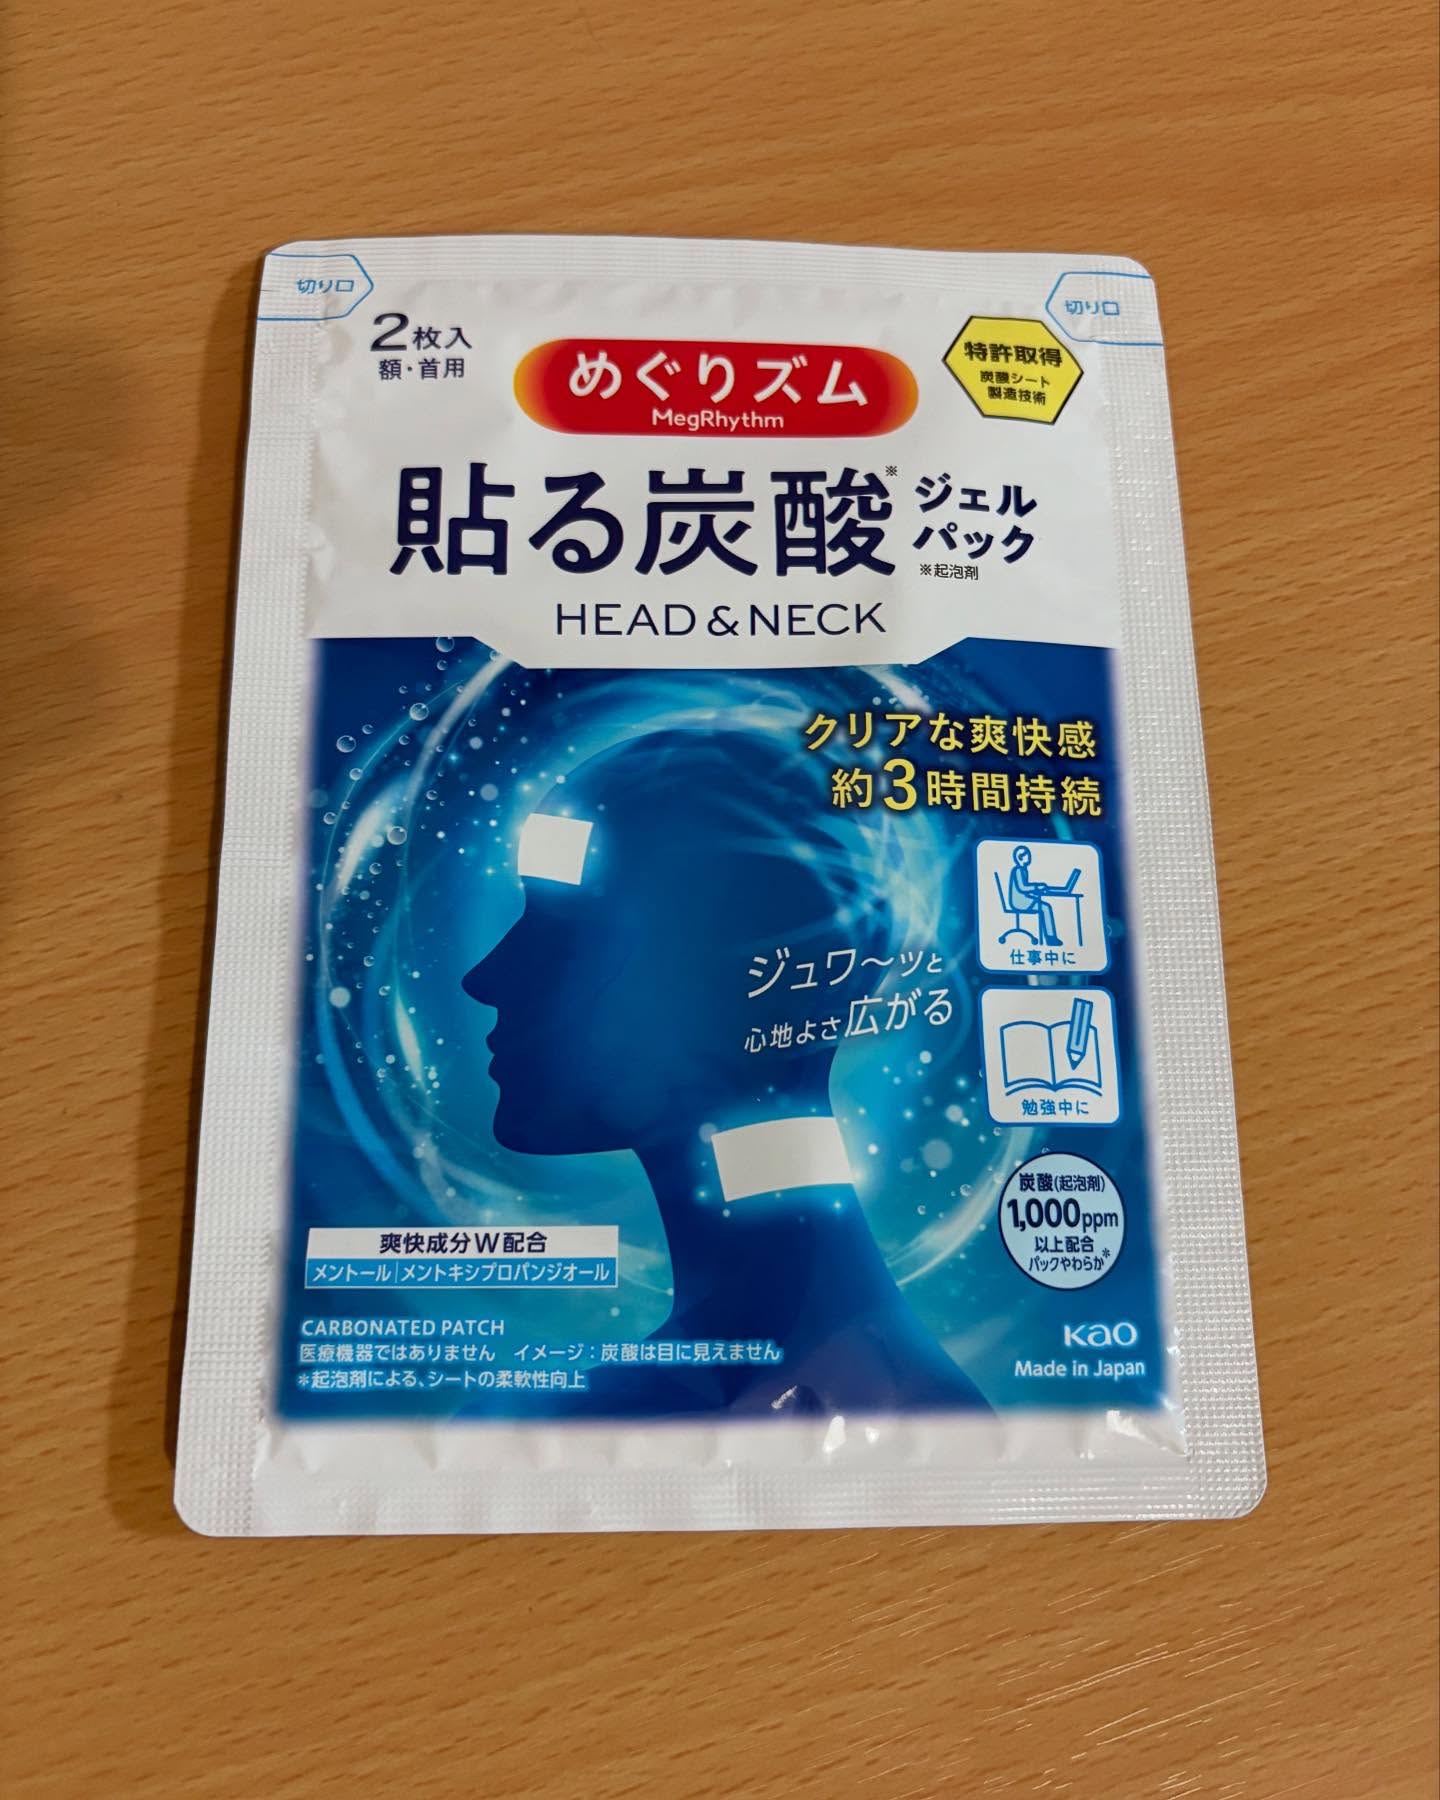 切り口
切り口
2枚入
額・首用
めぐりズム
MegRhythm
特許取得
炭酸シート
製造技術
貼る炭酸※ジェルパック
※起泡剤
HEAD & NECK
クリアな爽快感
約3時間持続
仕事中に
ジュワ〜ッと
心地よさ広がる
勉強中に
炭酸(起泡剤)
1,000ppm
以上配合
パックやわらか*
爽快成分W配合
メントール|メントキシプロパンジオール
CARBONATED PATCH
医療機器ではありません イメージ:炭酸は目に見えません
*起泡剤による、シートの柔軟性向上
Kao
Made in Japan